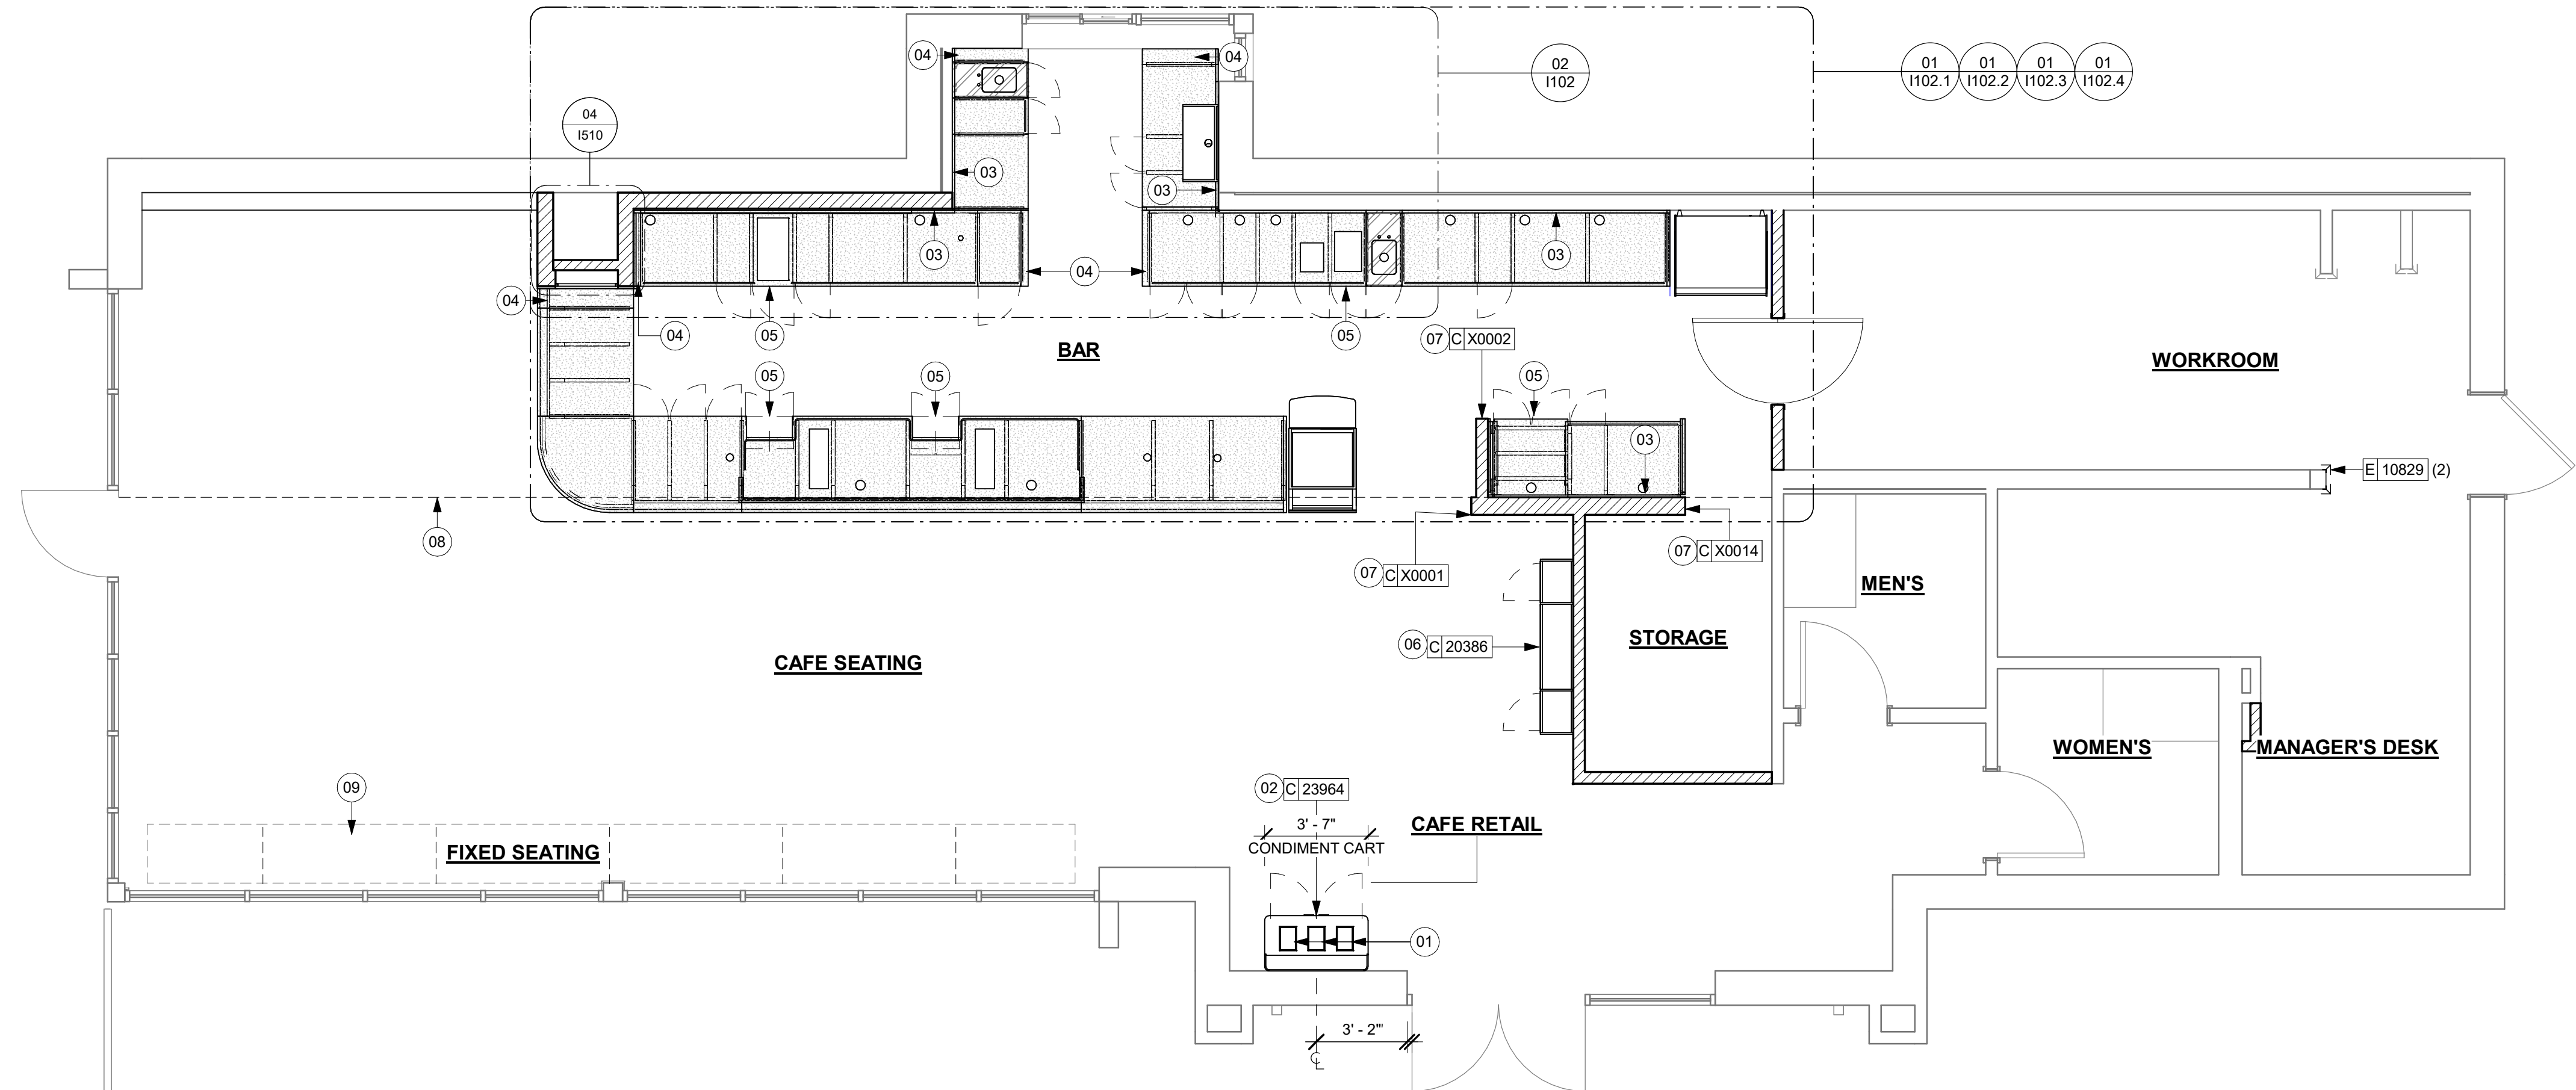 02
I102
01
I102.1
01
I102.2
01
I102.3
01
I102.4
04
04
04
I510
03
03
04
03
03
04
04
05
05
07 C X0002
BAR
WORKROOM
05
05
05
03
E 10829 (2)
08
07 C X0014
07 C X0001
MEN'S
STORAGE
06 C 20386
CAFE SEATING
WOMEN'S
MANAGER'S DESK
09
02 C 23964
3' - 7"
CONDIMENT CART
CAFE RETAIL
FIXED SEATING
01
3' - 2'"
CL